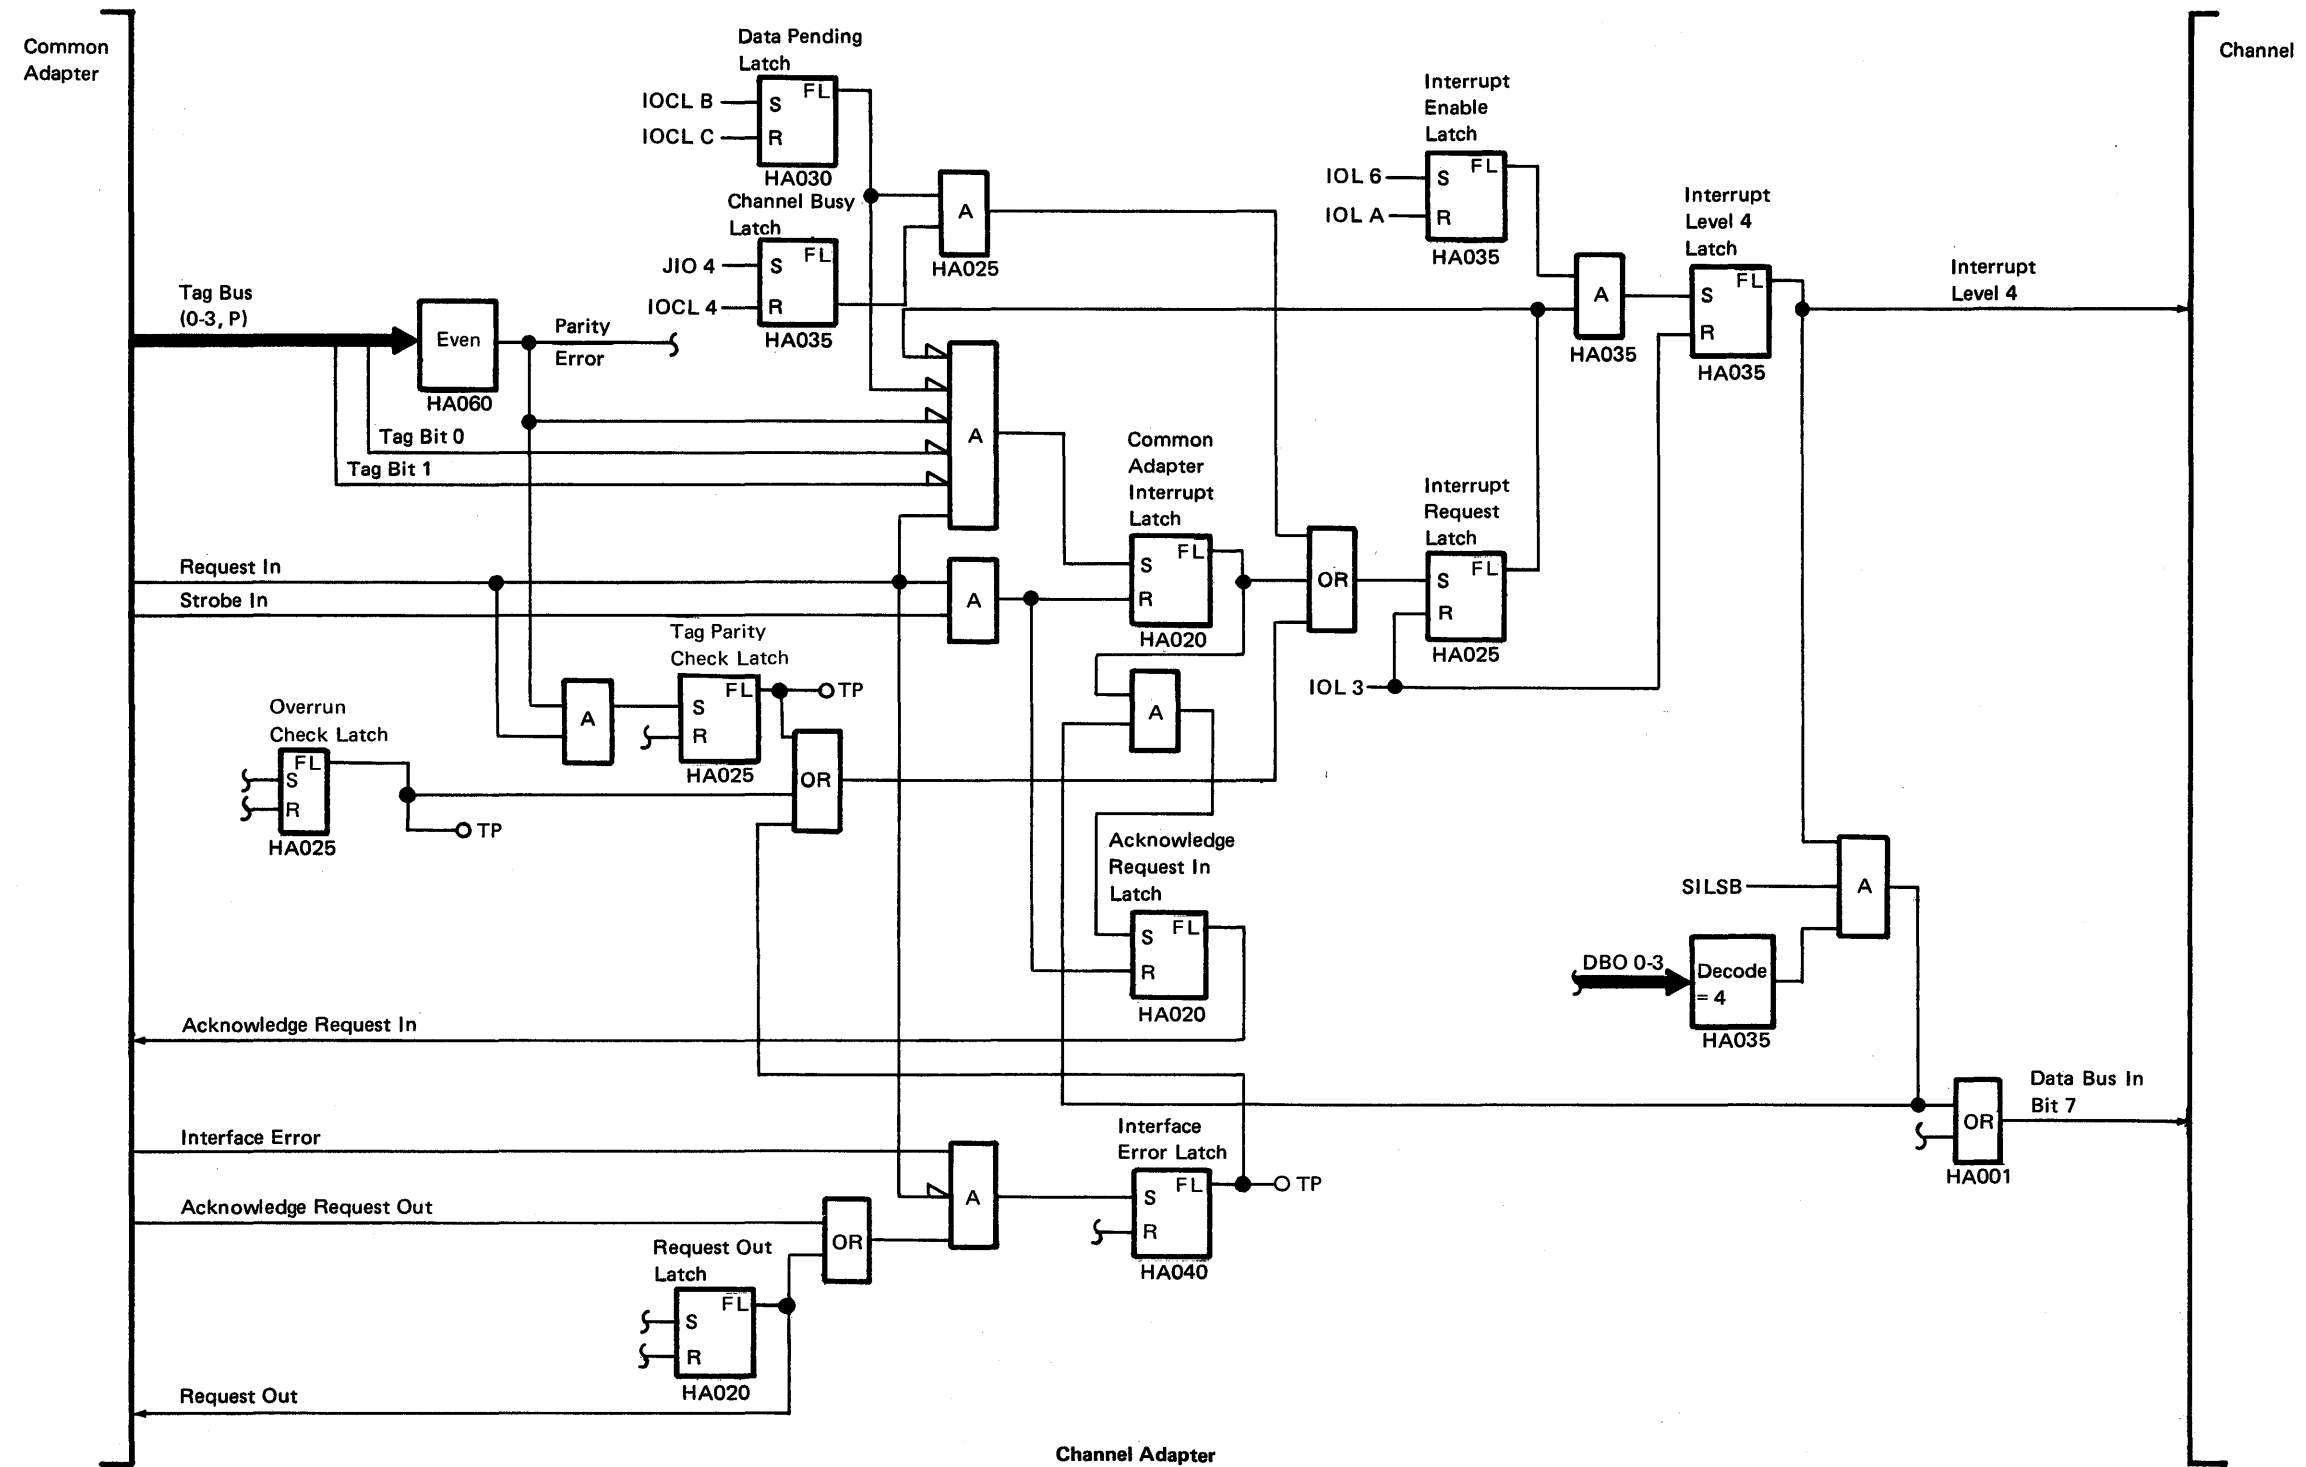 Common
Adapter
Channel
Data Pending
Latch
IOCL B
IOCL C
S
R
FL
HA030
Channel Busy
Latch
JIO 4
IOCL 4
S
R
FL
HA035
A
HA025
Interrupt
Enable
Latch
IOL 6
IOL A
S
R
FL
HA035
A
HA035
Interrupt
Level 4
Latch
S
R
FL
HA035
Interrupt
Level 4
Tag Bus
(0-3, P)
Even
HA060
Parity
Error
Tag Bit 0
Tag Bit 1
A
Common
Adapter
Interrupt
Latch
S
R
FL
HA020
Request In
Strobe In
A
OR
Interrupt
Request
Latch
S
R
FL
HA025
IOL 3
Tag Parity
Check Latch
A
S
R
FL
HA025
TP
Overrun
Check Latch
S
R
FL
HA025
TP
OR
A
Acknowledge
Request In
Latch
S
R
FL
HA020
SILSB
A
DBO 0-3
Decode
= 4
HA035
Acknowledge Request In
Data Bus In
Bit 7
OR
HA001
Interface Error
A
Interface
Error Latch
S
R
FL
HA040
TP
Acknowledge Request Out
OR
Request Out
Latch
S
R
FL
HA020
Request Out
Channel Adapter